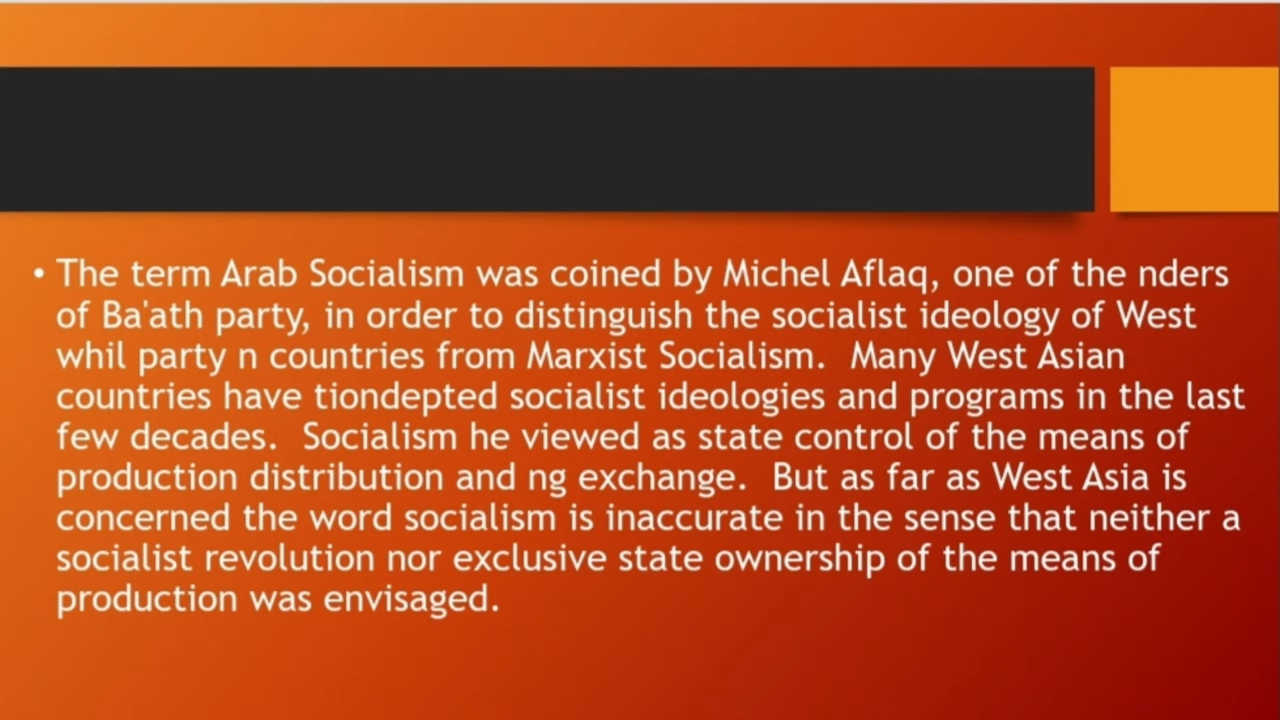 • The term Arab Socialism was coined by Michel Aflaq, one of the nders
of Ba'ath party, in order to distinguish the socialist ideology of West
whil party n countries from Marxist Socialism.  Many West Asian
countries have tiondepted socialist ideologies and programs in the last
few decades.  Socialism he viewed as state control of the means of
production distribution and ng exchange.  But as far as West Asia is
concerned the word socialism is inaccurate in the sense that neither a
socialist revolution nor exclusive state ownership of the means of
production was envisaged.